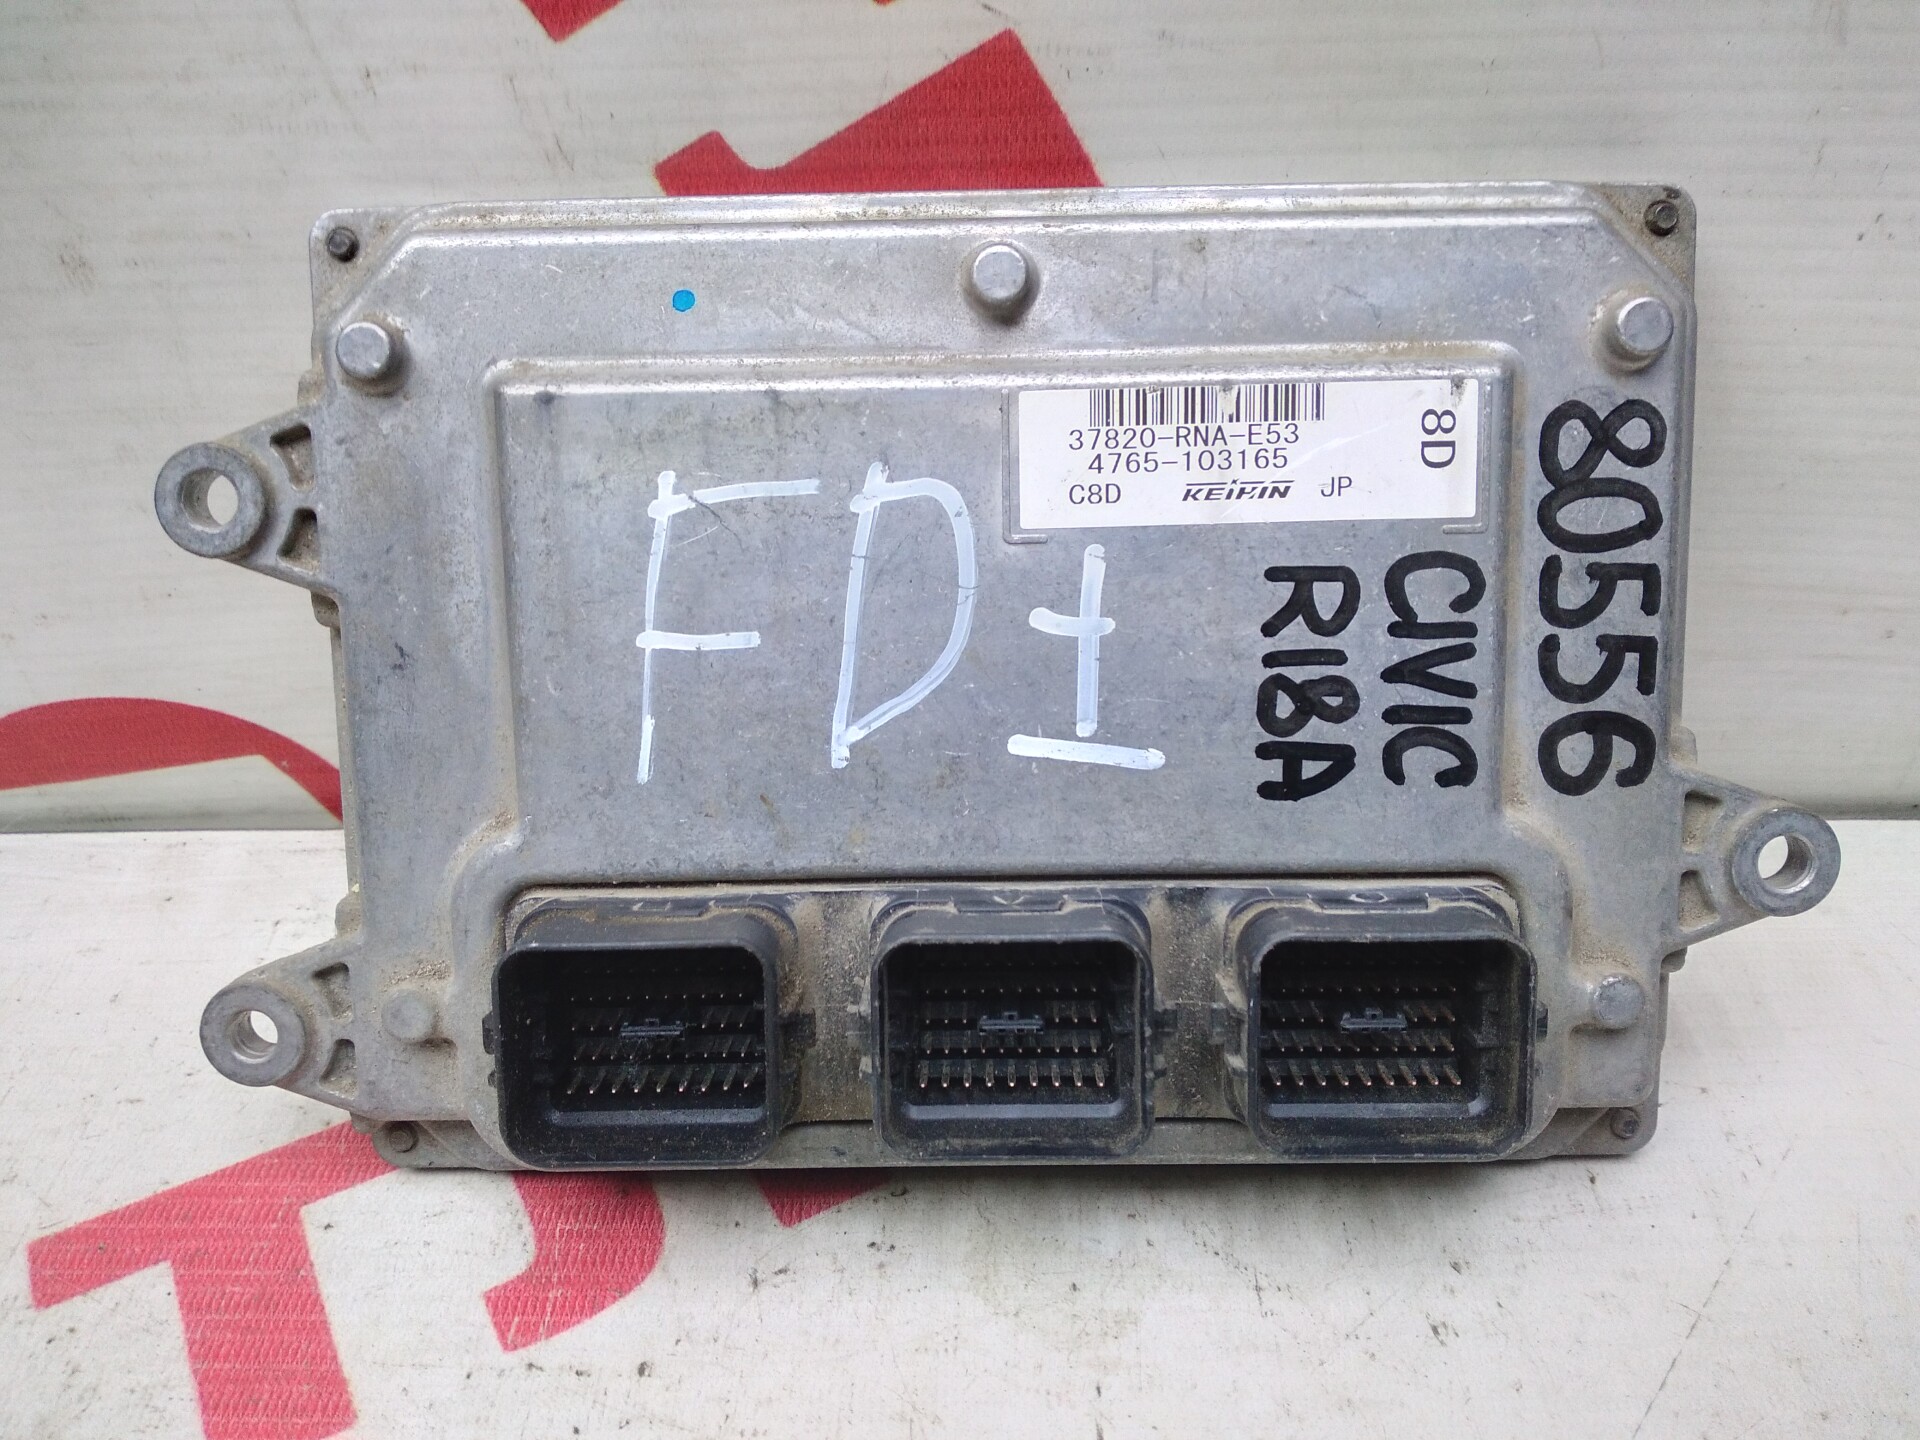 37820-RNA-E53
4765-103165
C8D KEIHIN JP
8D
FD1
80556
CIVIC
R18A